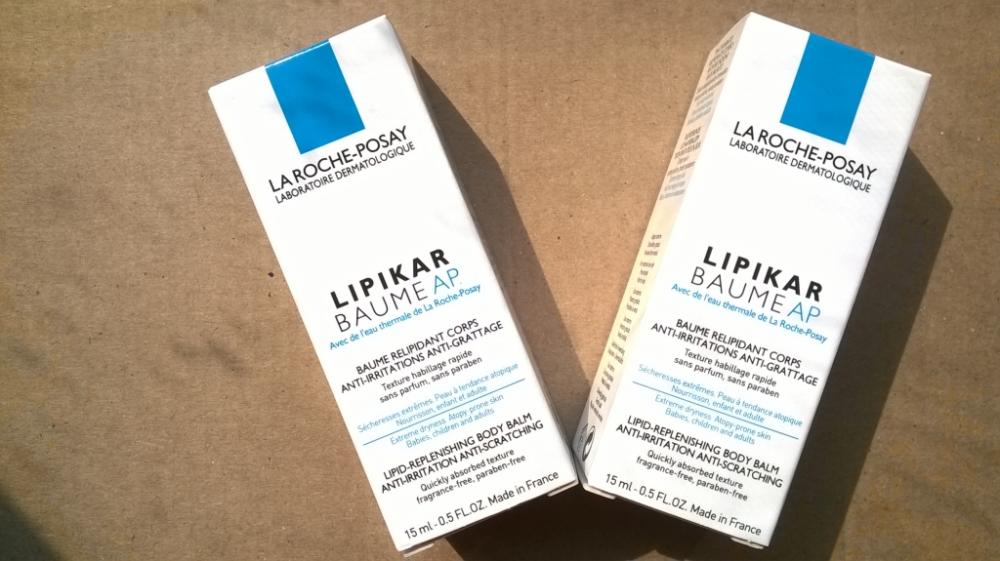 LA ROCHE-POSAY
LABORATOIRE DERMATOLOGIQUE
LIPIKAR
BAUME AP
Avec de l'eau thermale de La Roche-Posay
BAUME RELIPIDANT CORPS
ANTI-IRRITATIONS ANTI-GRATTAGE
Texture habillage rapide
sans parfum, sans paraben
Sécheresses extrêmes. Peau à tendance atopique
Nourrisson, enfant et adulte
Extreme dryness. Atopy-prone skin
Babies, children and adults
LIPID-REPLENISHING BODY BALM
ANTI-IRRITATION ANTI-SCRATCHING
Quickly absorbed texture
fragrance-free, paraben-free
15 ml - 0.5 FL.OZ. Made in France
LA ROCHE-POSAY
LABORATOIRE DERMATOLOGIQUE
LIPIKAR
BAUME AP
Avec de l'eau thermale de La Roche-Posay
BAUME RELIPIDANT CORPS
ANTI-IRRITATIONS ANTI-GRATTAGE
Texture habillage rapide
sans parfum, sans paraben
Sécheresses extrêmes. Peau à tendance atopique
Nourrisson, enfant et adulte
Extreme dryness. Atopy-prone skin
Babies, children and adults
LIPID-REPLENISHING BODY BALM
ANTI-IRRITATION ANTI-SCRATCHING
Quickly absorbed texture
fragrance-free, paraben-free
15 ml - 0.5 FL.OZ. Made in France